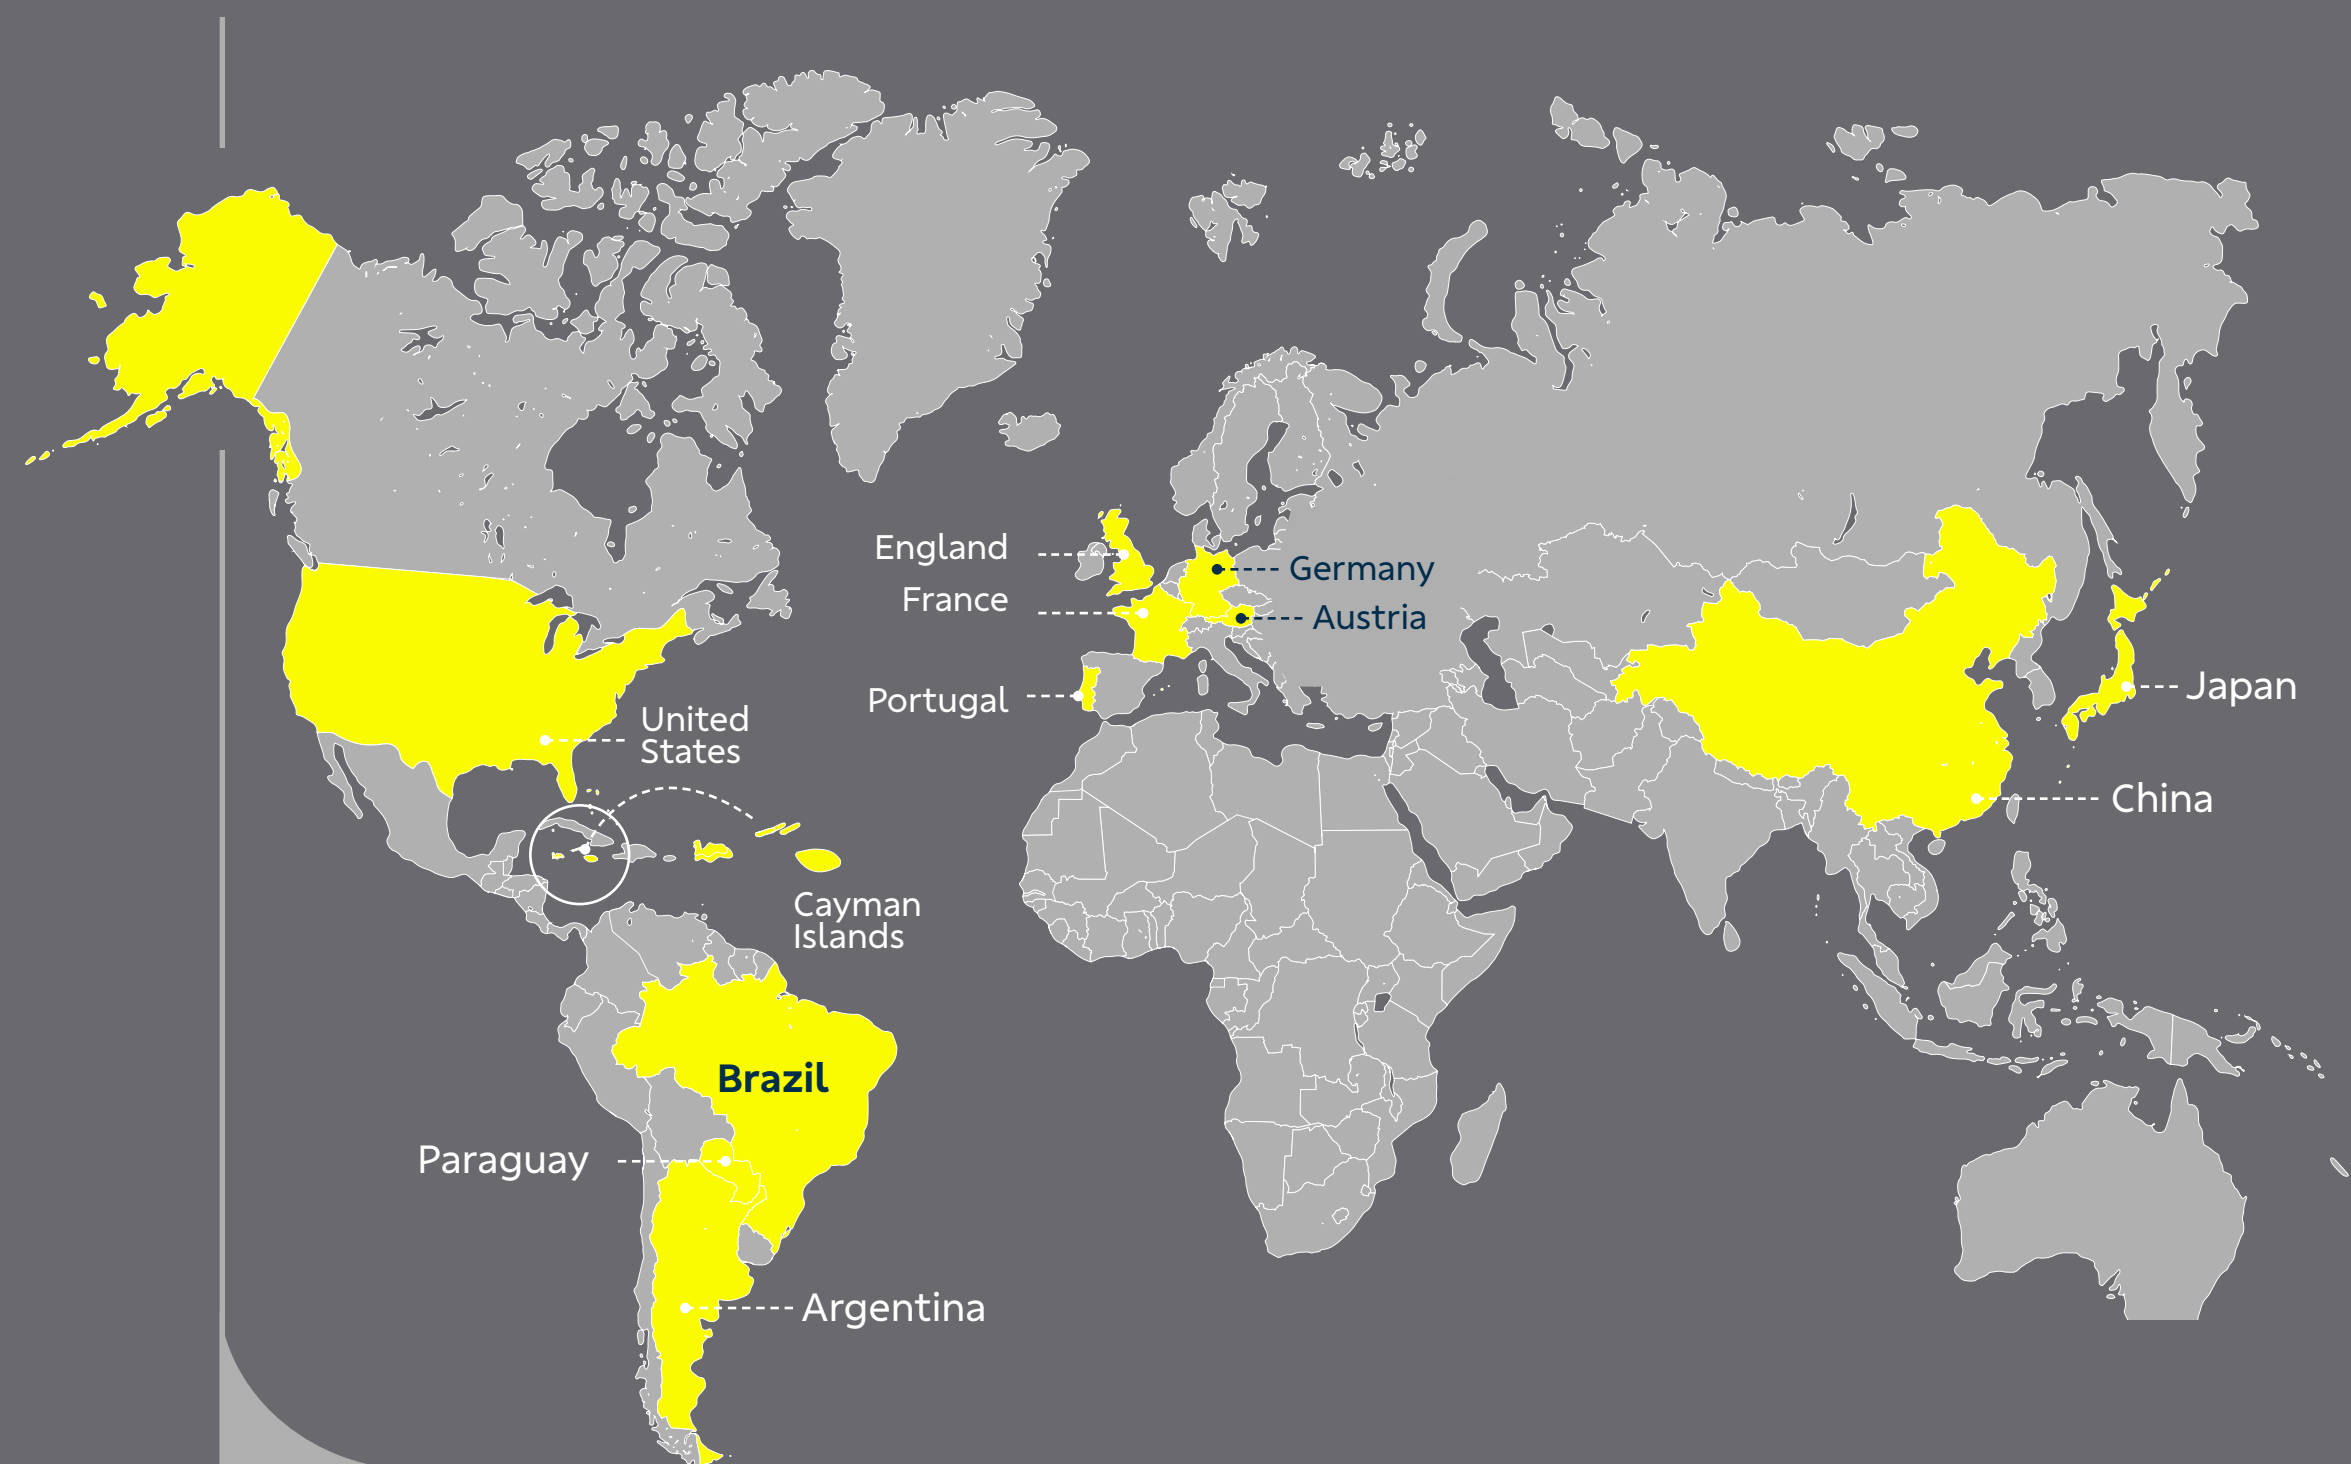 England
Germany
France
Austria
Portugal
Japan
United
States
China
Cayman
Islands
Brazil
Paraguay
Argentina